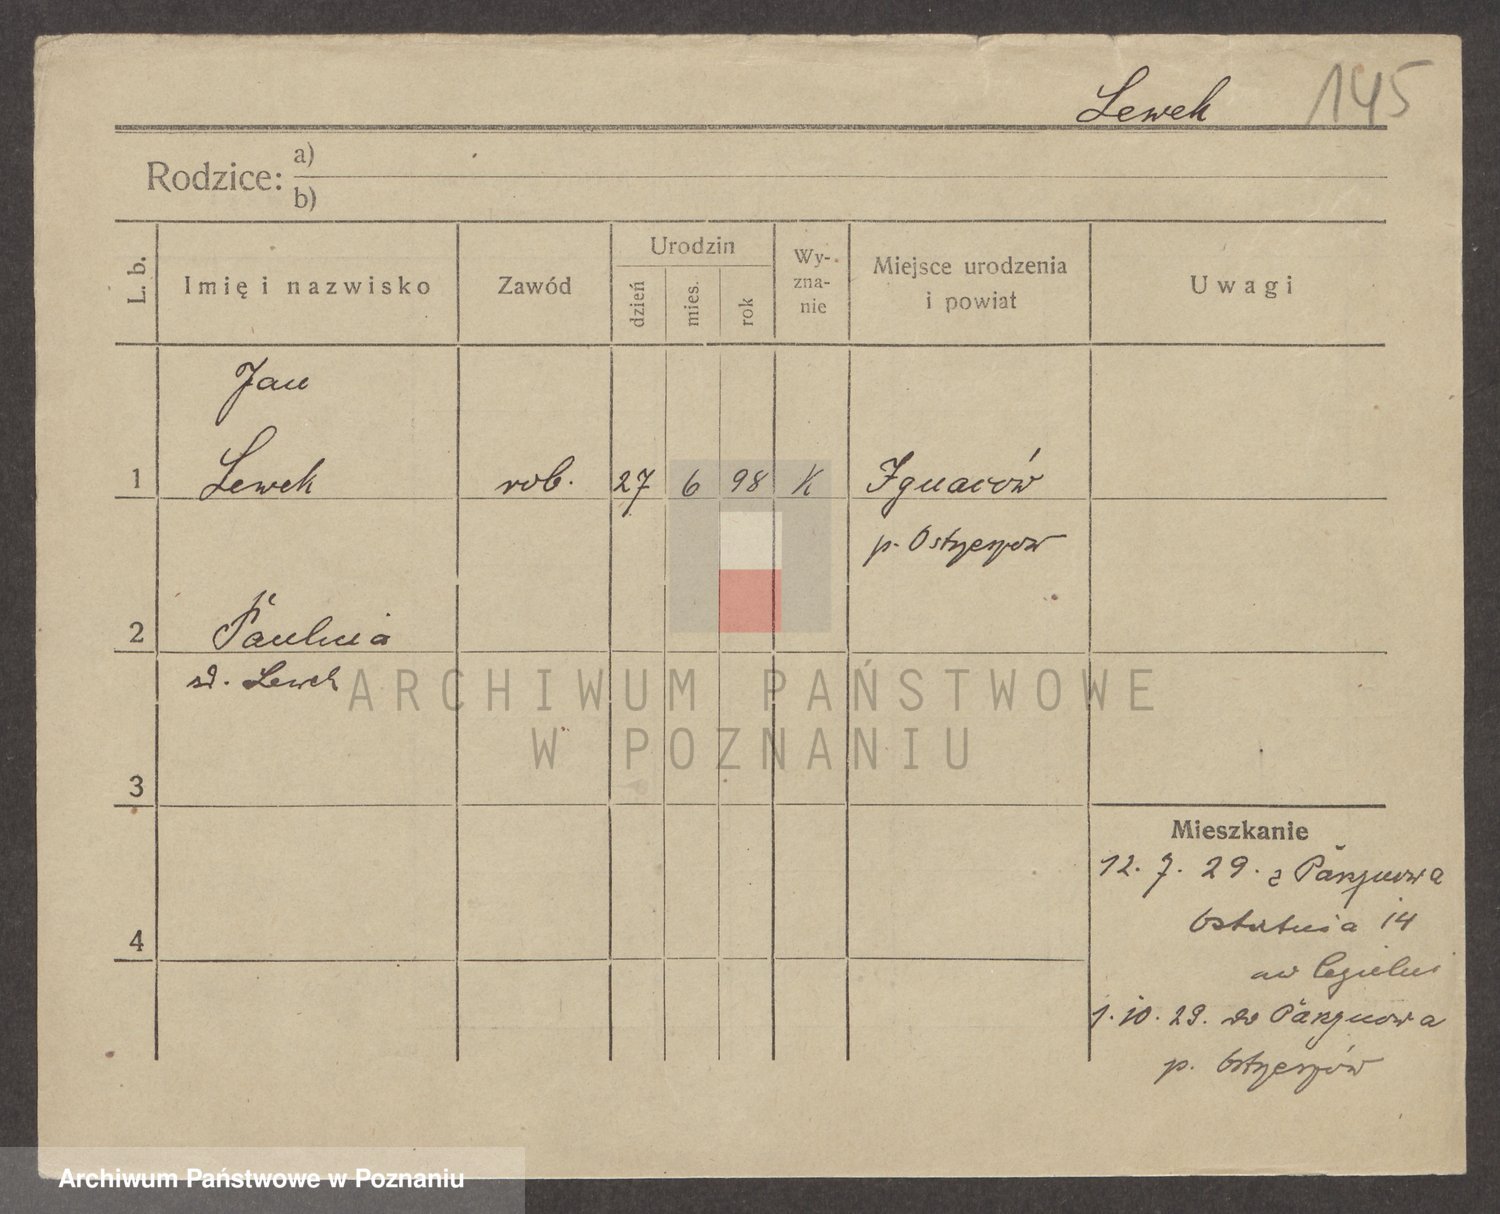 Lewek 145
Rodzice: a)
b)
L. b.
Imię i nazwisko
Zawód
Urodzin
dzień
mies.
rok
Wy-
zna-
nie
Miejsce urodzenia
i powiat
Uwagi
Jan
1 Lewek rob. 27 6 98 K Ignaców
p. Ostrzeszów
2 Paulina
Lewek
3
4
Mieszkanie
12. 7. 29. z
Ostatnia 14
1. 10. 29. do
p. Ostrzeszów
ARCHIWUM PAŃSTWOWE
W POZNANIU
Archiwum Państwowe w Poznaniu